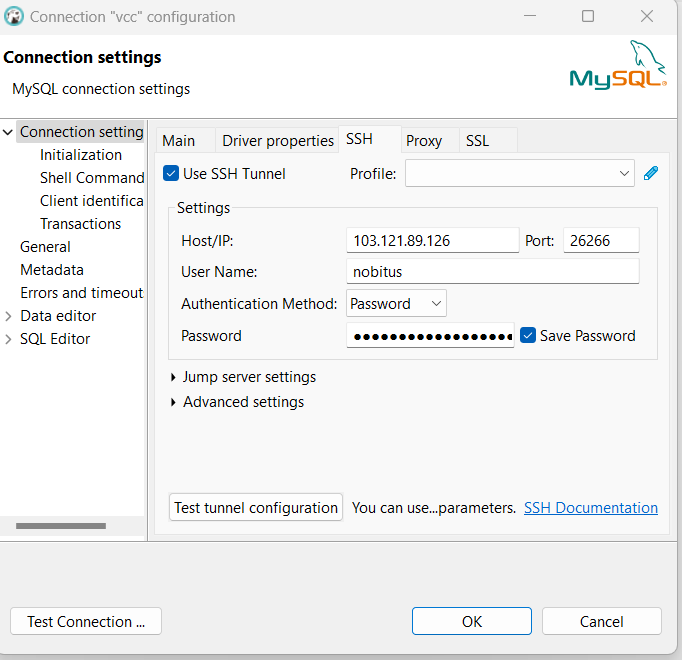 Connection "vcc" configuration
Connection settings
MySQL connection settings
MySQL
Connection setting
Initialization
Shell Command
Client identifica
Transactions
General
Metadata
Errors and timeout
Data editor
SQL Editor
Main Driver properties SSH Proxy SSL
Use SSH Tunnel Profile:
Settings
Host/IP: 103.121.89.126 Port: 26266
User Name: nobitus
Authentication Method: Password
Password ●●●●●●●●●●●●●●●●●● Save Password
Jump server settings
Advanced settings
Test tunnel configuration You can use...parameters. SSH Documentation
Test Connection ... OK Cancel